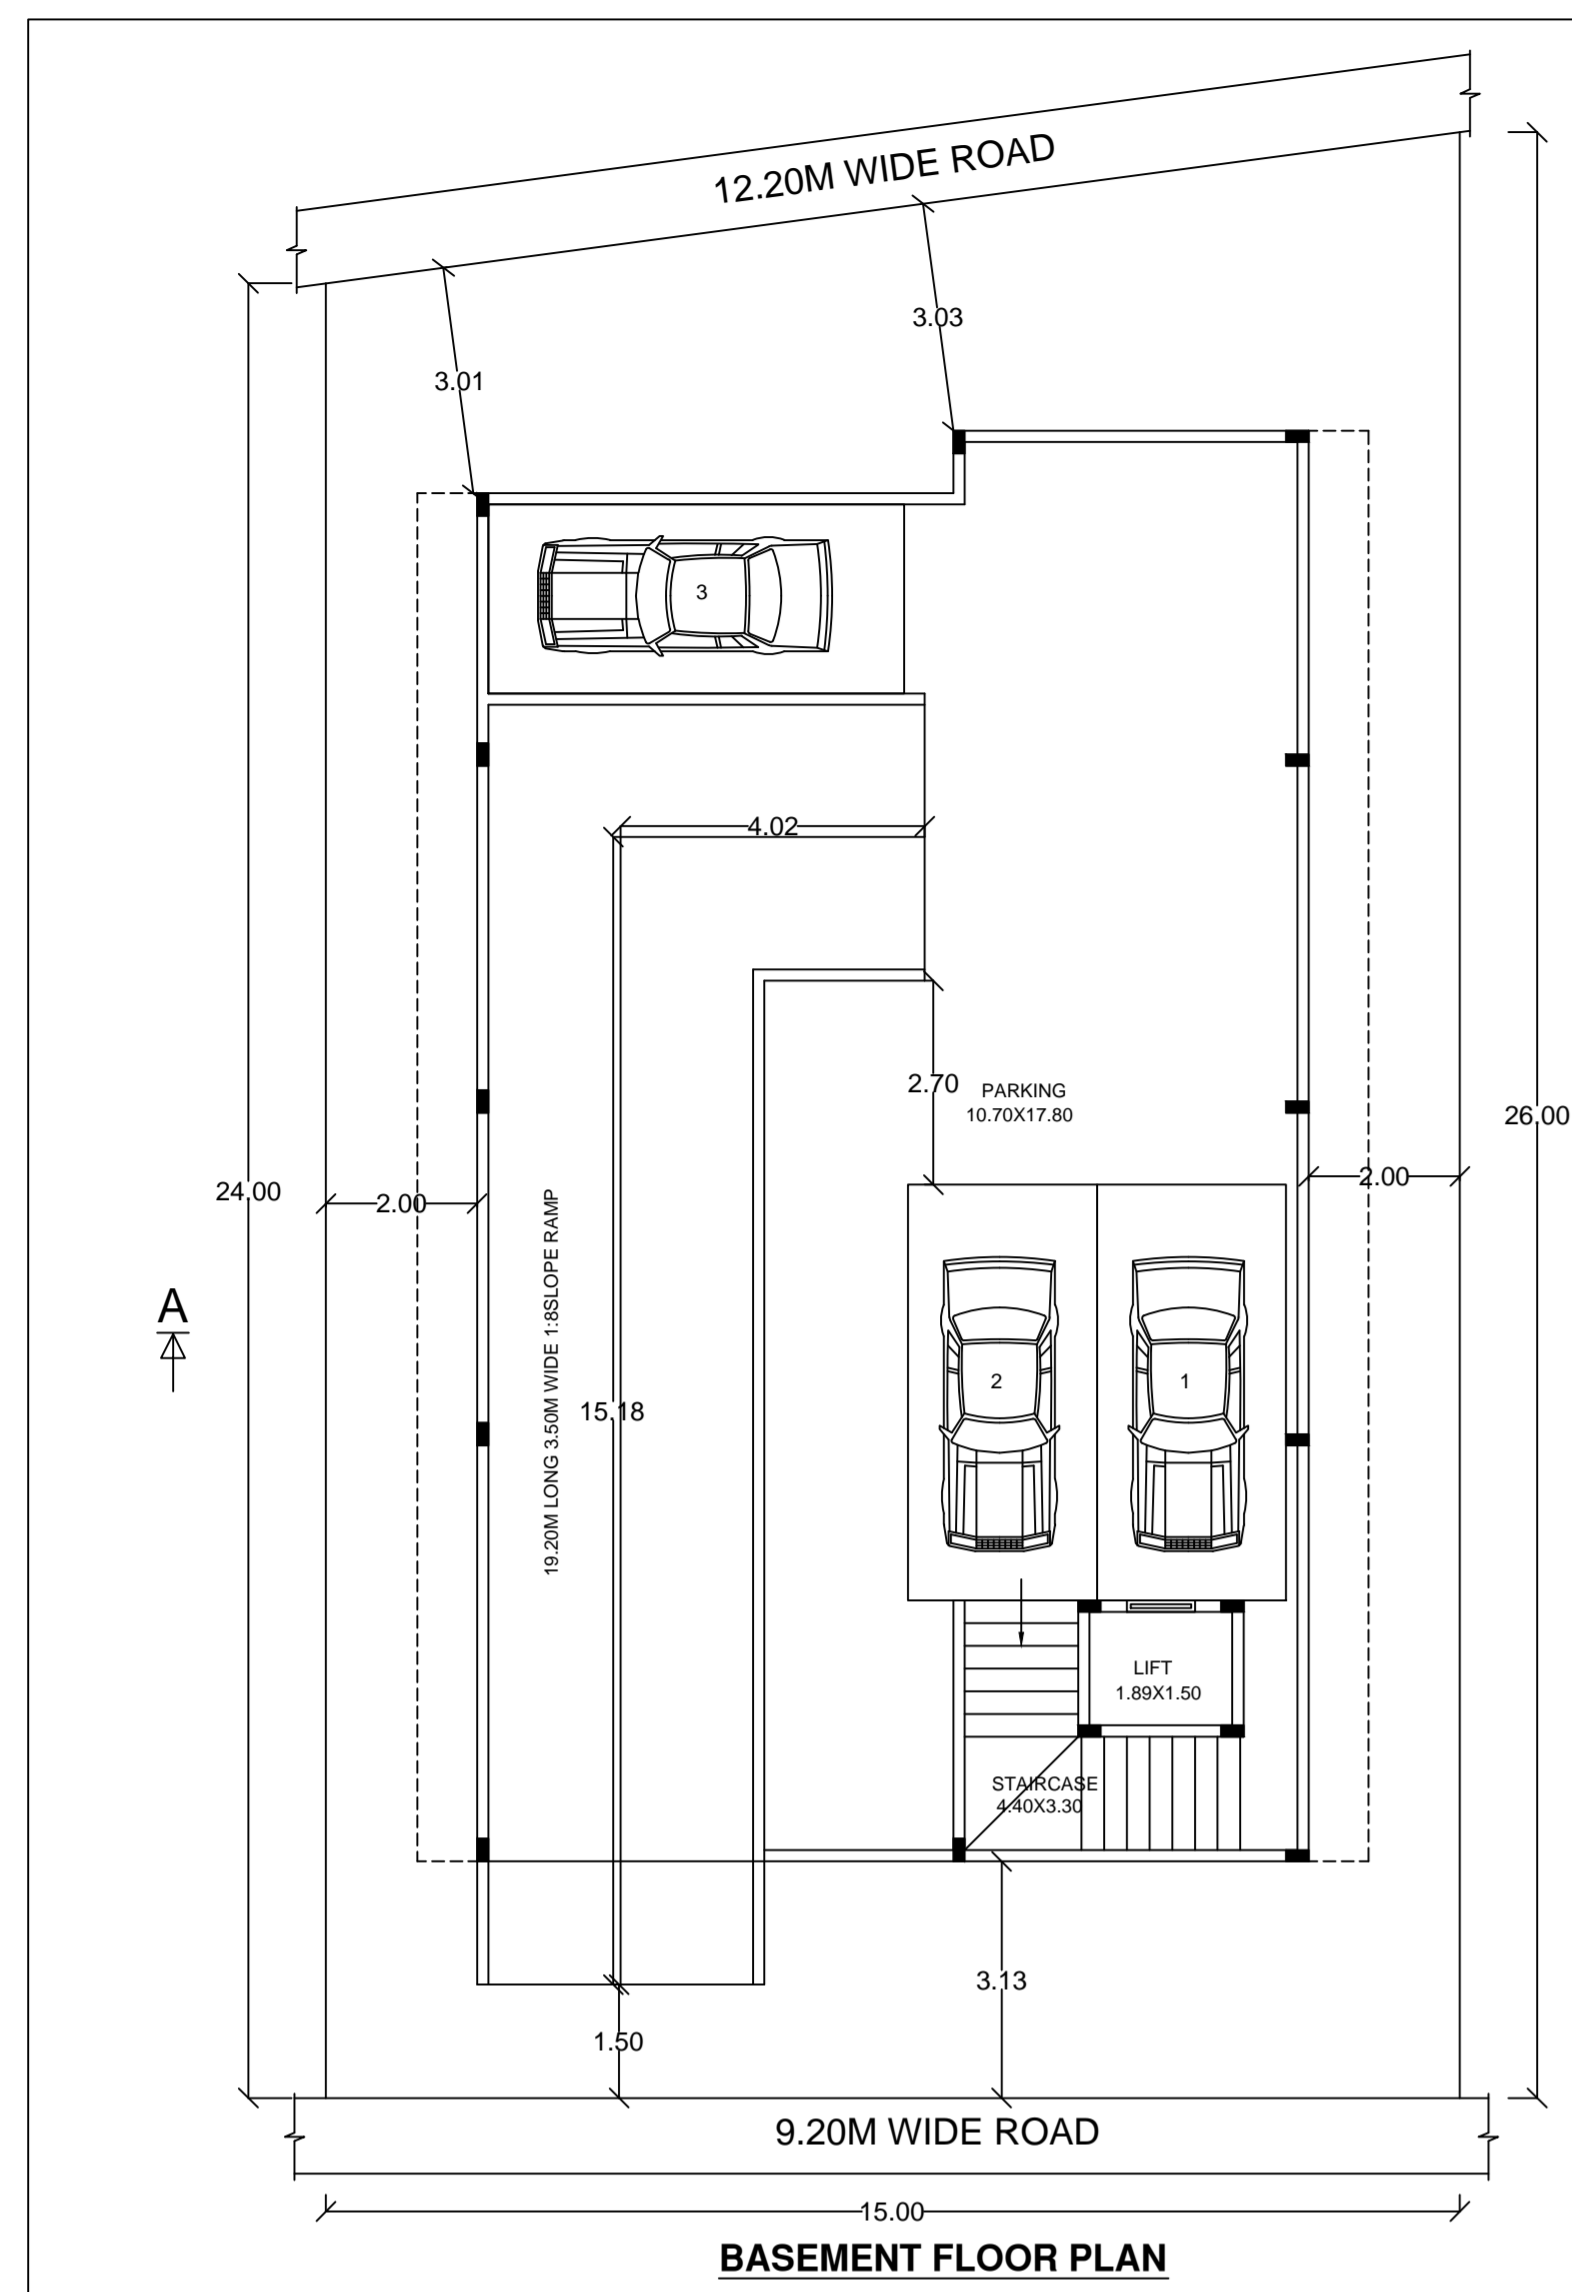 12.20M WIDE ROAD
3.03
3.01
3
4.02
2.70
PARKING
10.70X17.80
26.00
24.00
2.00
2.00
19.20M LONG 3.50M WIDE 1:8SLOPE RAMP
A
2
1
15.18
LIFT
1.89X1.50
STAIRCASE
4.40X3.30
3.13
1.50
9.20M WIDE ROAD
15.00
BASEMENT FLOOR PLAN